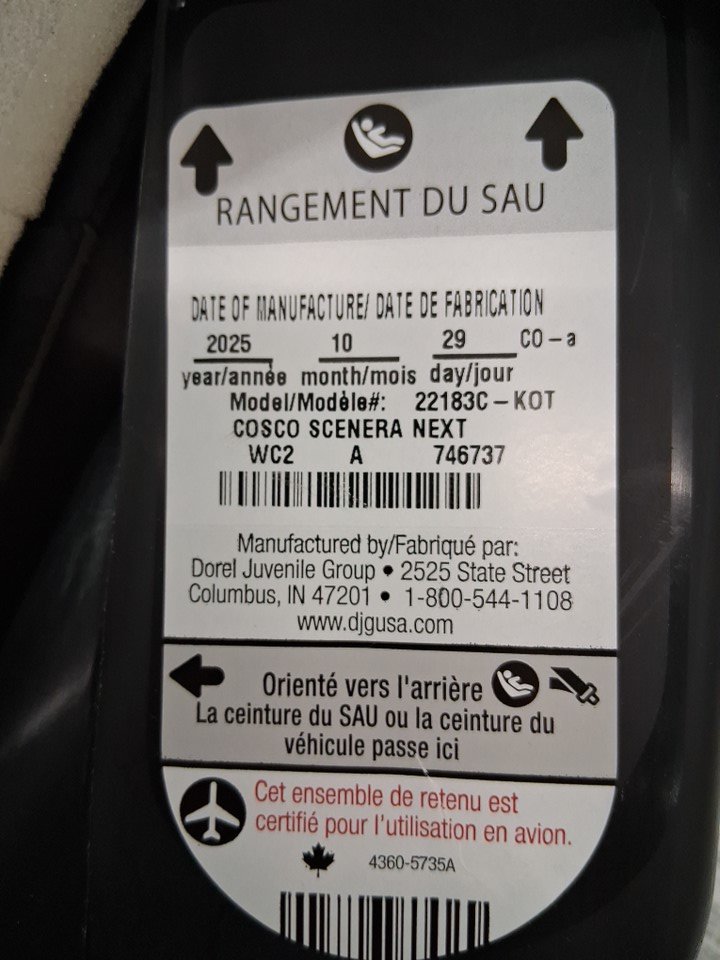 RANGEMENT DU SAU
DATE OF MANUFACTURE/ DATE DE FABRICATION
2025 10 29 CO-a
year/année month/mois day/jour
Model/Modèle#: 22183C-KOT
COSCO SCENERA NEXT
WC2 A 746737
Manufactured by/Fabriqué par:
Dorel Juvenile Group • 2525 State Street
Columbus, IN 47201 • 1-800-544-1108
www.djgusa.com
Orienté vers l'arrière
La ceinture du SAU ou la ceinture du
véhicule passe ici
Cet ensemble de retenu est
certifié pour l'utilisation en avion.
4360-5735A